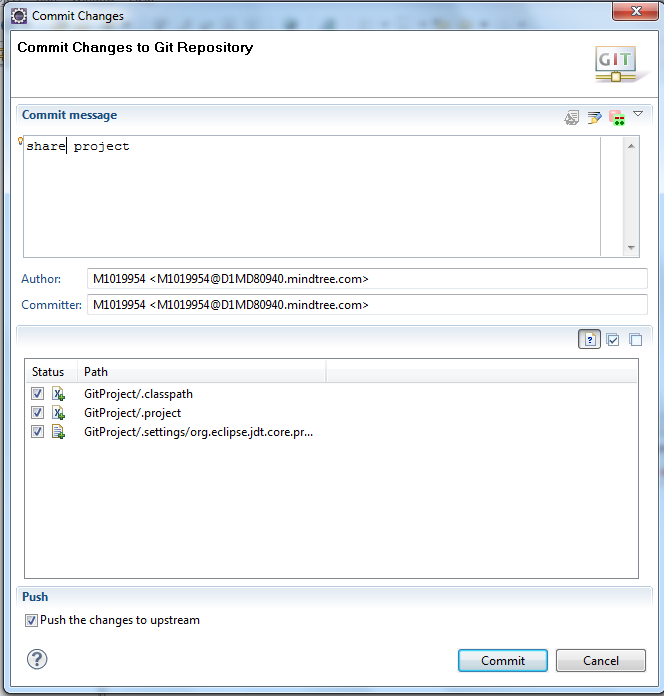 Commit Changes
Commit Changes to Git Repository
GIT
Commit message
share project
Author: M1019954 <M1019954@D1MD80940.mindtree.com>
Committer: M1019954 <M1019954@D1MD80940.mindtree.com>
Status Path
GitProject/.classpath
GitProject/.project
GitProject/.settings/org.eclipse.jdt.core.pr...
Push
Push the changes to upstream
Commit Cancel